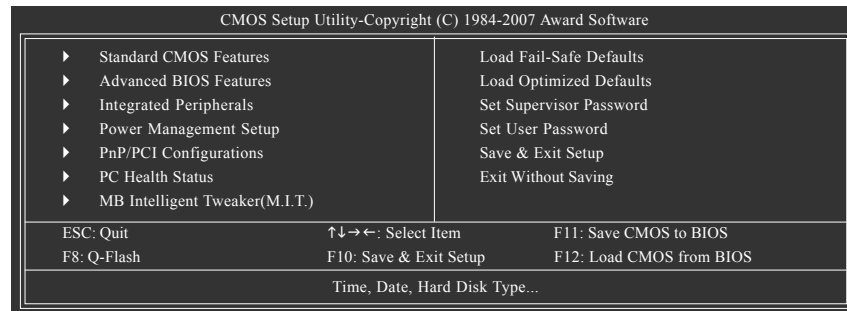 CMOS Setup Utility-Copyright (C) 1984-2007 Award Software
Standard CMOS Features
Advanced BIOS Features
Integrated Peripherals
Power Management Setup
PnP/PCI Configurations
PC Health Status
MB Intelligent Tweaker(M.I.T.)
Load Fail-Safe Defaults
Load Optimized Defaults
Set Supervisor Password
Set User Password
Save & Exit Setup
Exit Without Saving
ESC: Quit
↑↓→←: Select Item
F11: Save CMOS to BIOS
F8: Q-Flash
F10: Save & Exit Setup
F12: Load CMOS from BIOS
Time, Date, Hard Disk Type...